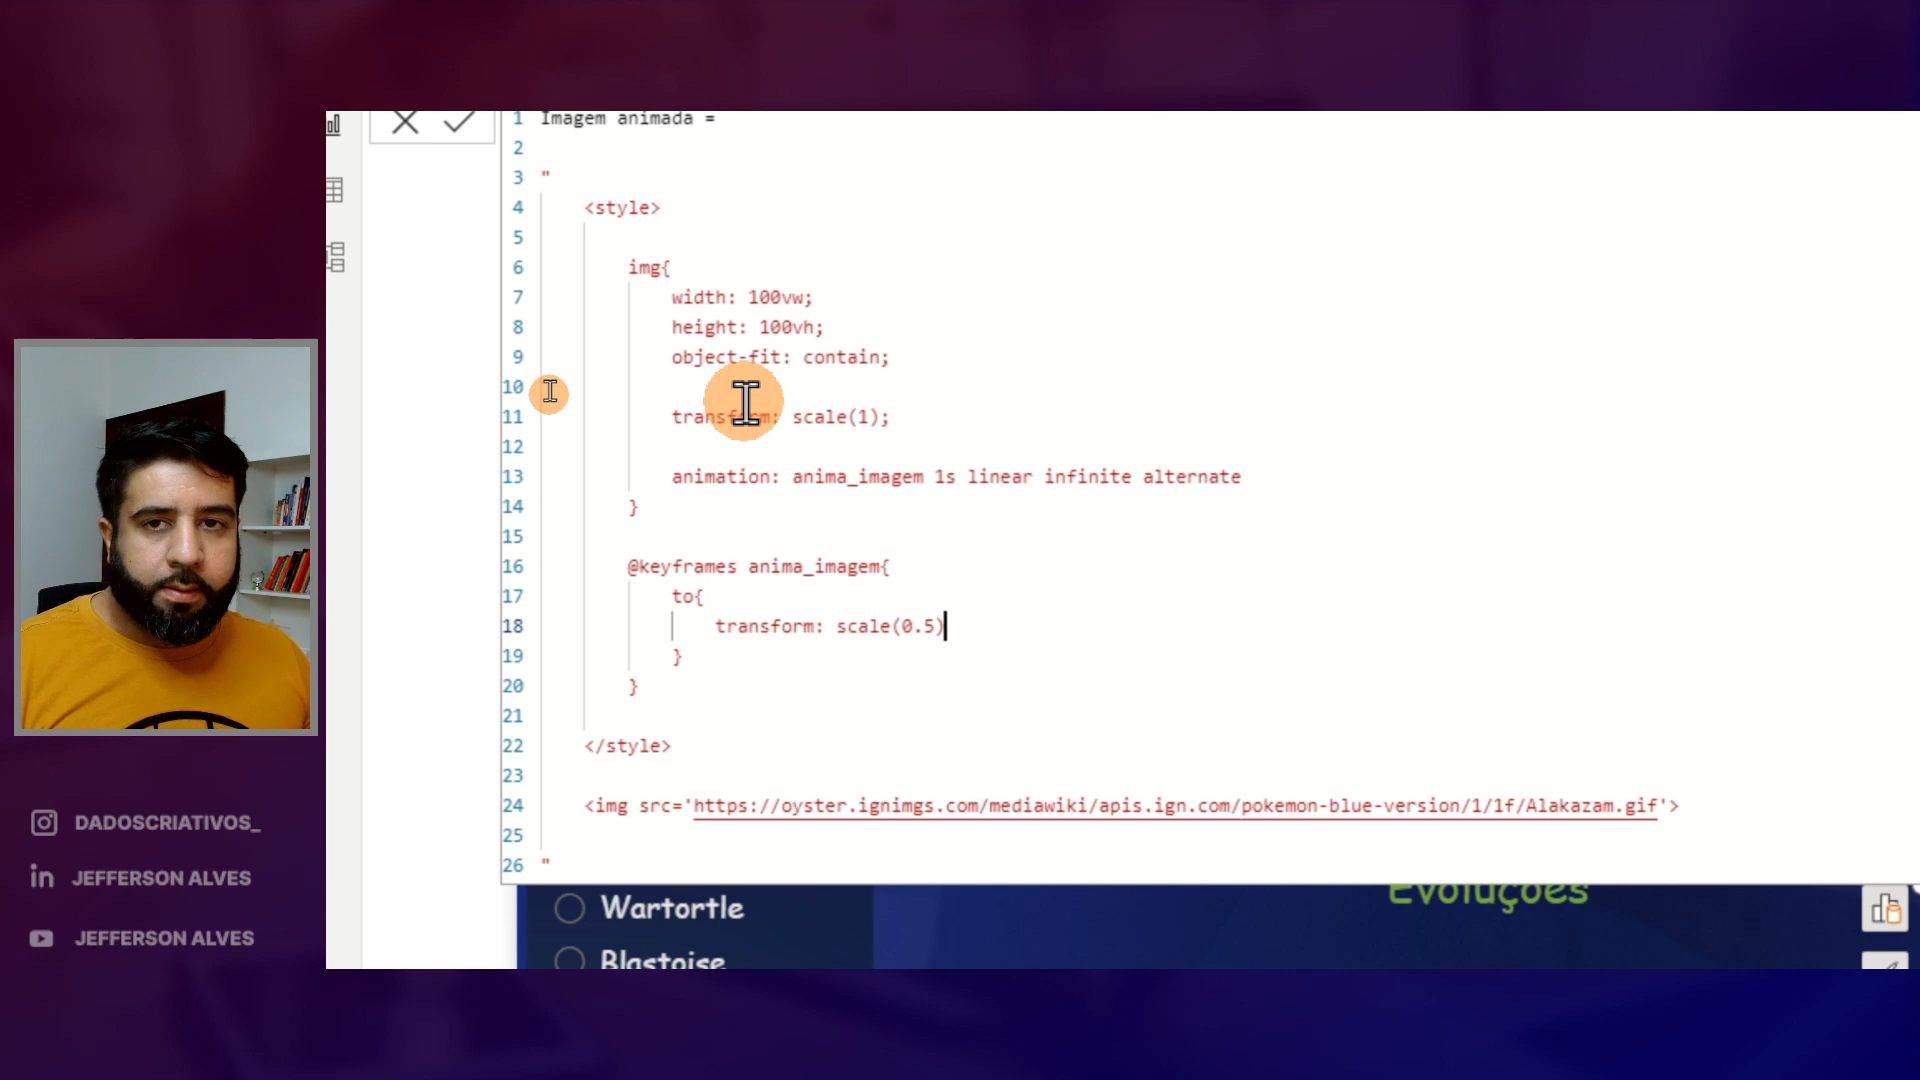 1 Imagem animada =
2
3 "
4 <style>
5
6 img{
7 width: 100vw;
8 height: 100vh;
9 object-fit: contain;
10
11 transform: scale(1);
12
13 animation: anima_imagem 1s linear infinite alternate
14 }
15
16 @keyframes anima_imagem{
17 to{
18 transform: scale(0.5)
19 }
20 }
21
22 </style>
23
24 <img src='https://oyster.ignimgs.com/mediawiki/apis.ign.com/pokemon-blue-version/1/1f/Alakazam.gif'>
25
26 "
Evoluções
Wartortle
Blastoise
DADOSCRIATIVOS_
in JEFFERSON ALVES
JEFFERSON ALVES